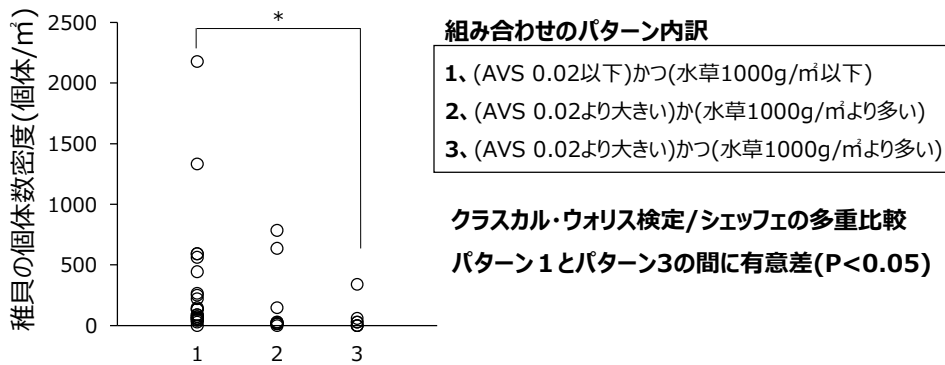 稚貝の個体数密度(個体/㎡)
2500
2000
1500
1000
500
0
1
2
3
*
組み合わせのパターン内訳
1、(AVS 0.02以下)かつ(水草1000g/㎡以下)
2、(AVS 0.02より大きい)か(水草1000g/㎡より多い)
3、(AVS 0.02より大きい)かつ(水草1000g/㎡より多い)
クラスカル・ウォリス検定/シェッフェの多重比較
パターン１とパターン3の間に有意差(P<0.05)